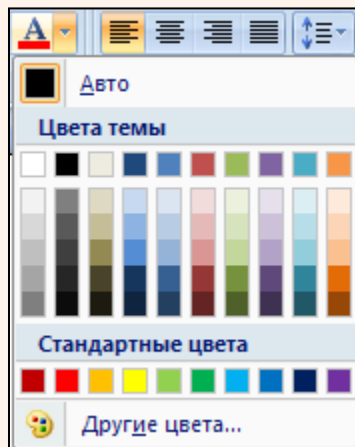 A
Авто
Цвета темы
Стандартные цвета
Другие цвета...